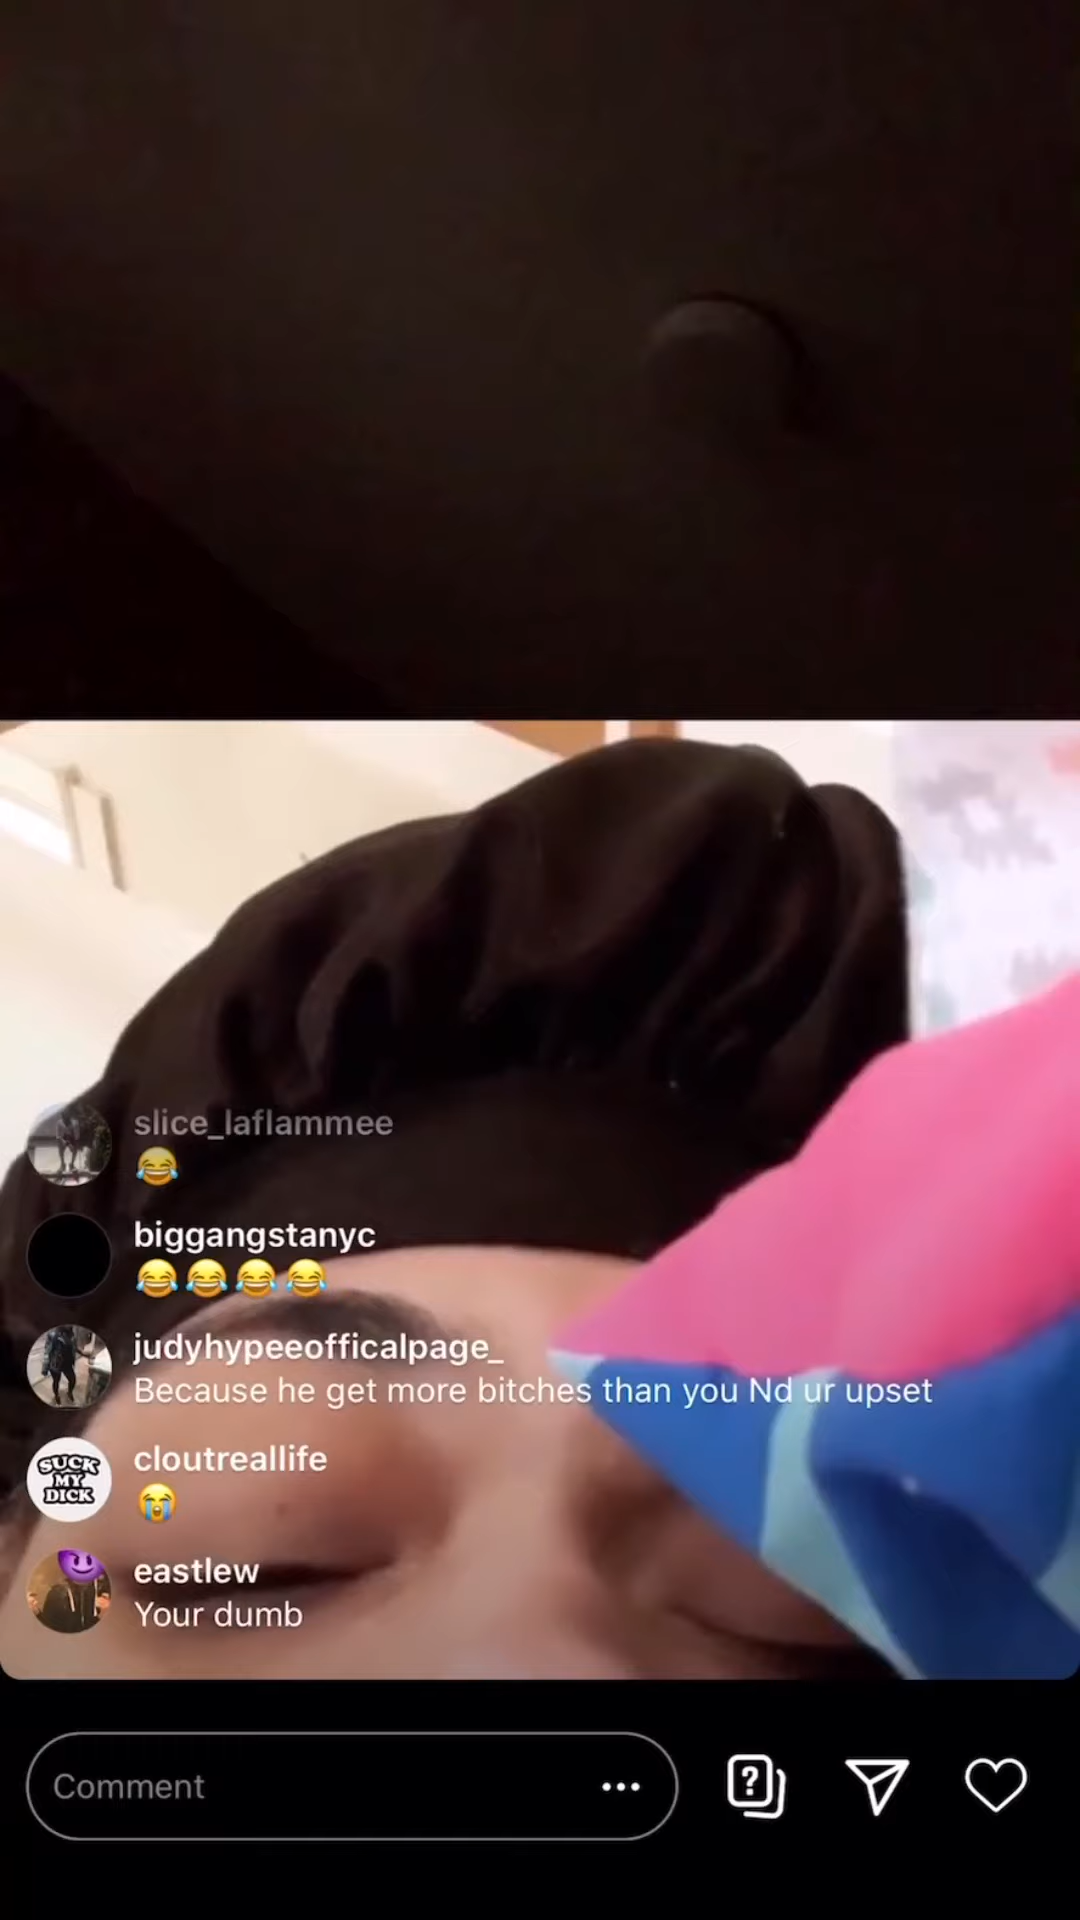 slice_laflammee
😂
biggangstanyc
😂😂😂😂
judyhypeeofficalpage_
Because he get more bitches than you Nd ur upset
cloutreallife
😭
SUCK
MY
DICK
eastlew
Your dumb
Comment
?